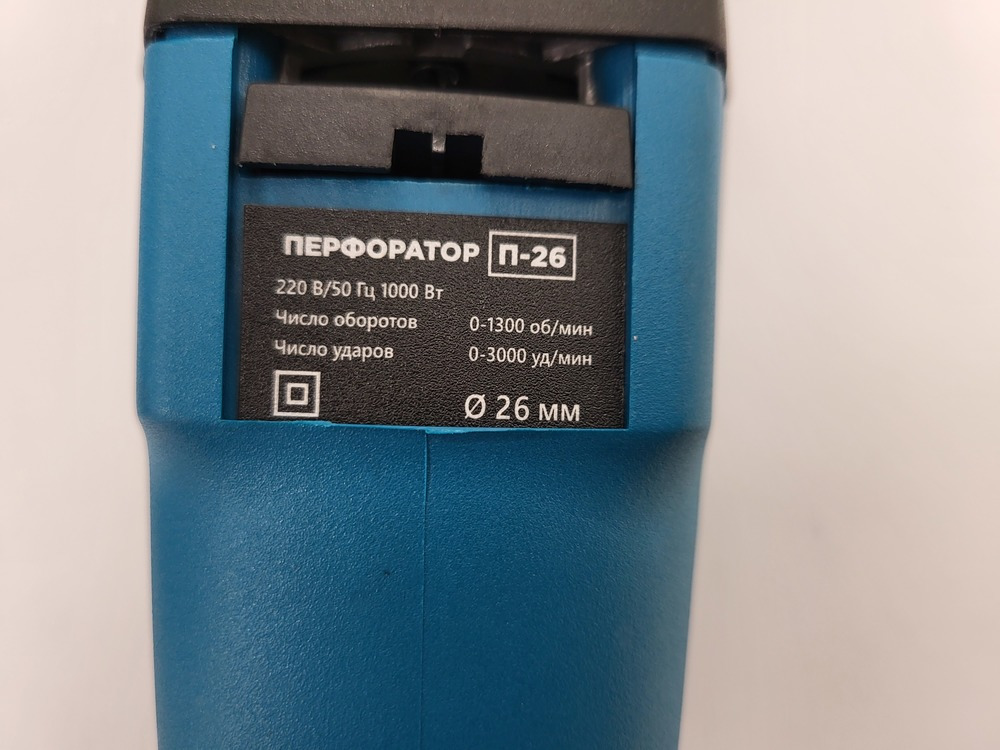 ПЕРФОРАТОР П-26
220 В/50 Гц 1000 Вт
Число оборотов 0-1300 об/мин
Число ударов 0-3000 уд/мин
Ø 26 мм